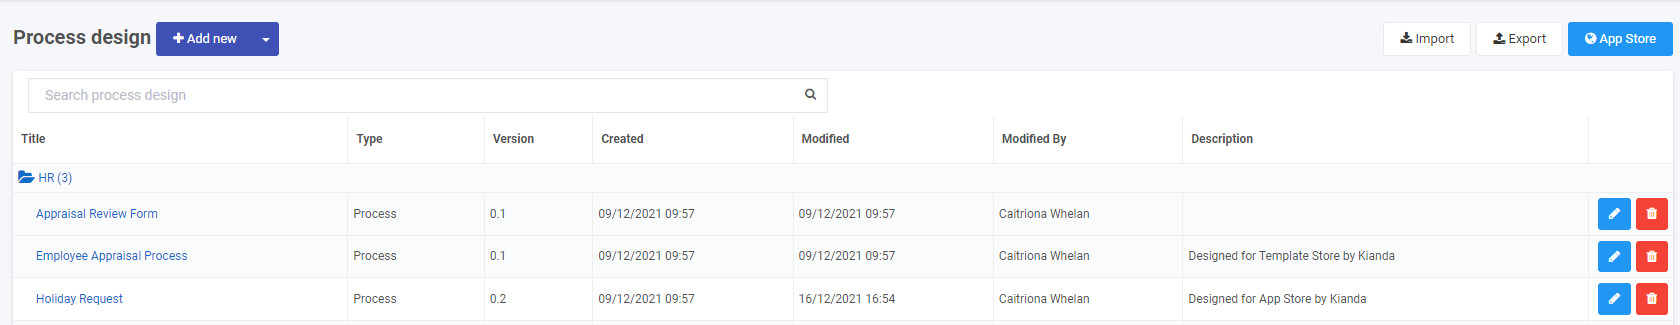 Process design Add new Import Export App Store
Search process design
Title Type Version Created Modified Modified By Description
HR (3)
Appraisal Review Form Process 0.1 09/12/2021 09:57 09/12/2021 09:57 Caitriona Whelan
Employee Appraisal Process Process 0.1 09/12/2021 09:57 09/12/2021 09:57 Caitriona Whelan Designed for Template Store by Kianda
Holiday Request Process 0.2 09/12/2021 09:57 16/12/2021 16:54 Caitriona Whelan Designed for App Store by Kianda